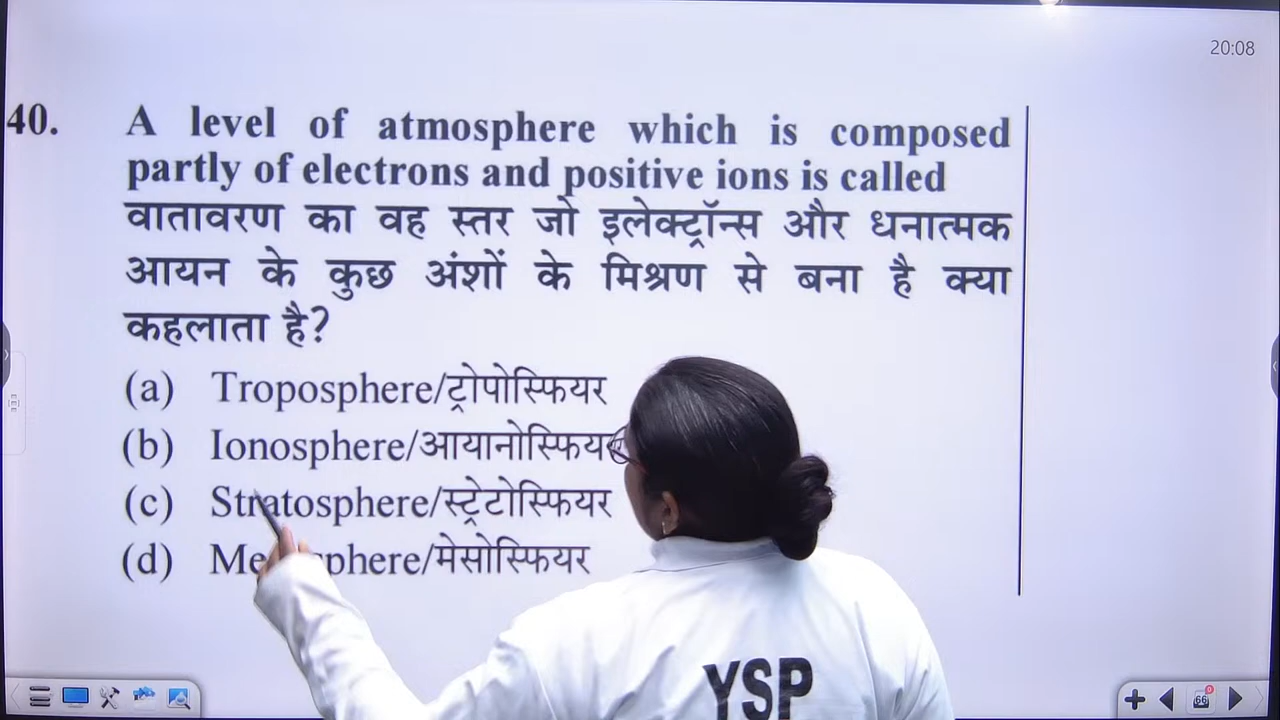 20:08
40. A level of atmosphere which is composed
partly of electrons and positive ions is called
वातावरण का वह स्तर जो इलेक्ट्रॉन्स और धनात्मक
आयन के कुछ अंशों के मिश्रण से बना है क्या
कहलाता है?
(a) Troposphere/ट्रोपोस्फियर
(b) Ionosphere/आयानोस्फिय
(c) Stratosphere/स्ट्रेटोस्फियर
(d) /मेसोस्फियर
YSP
66